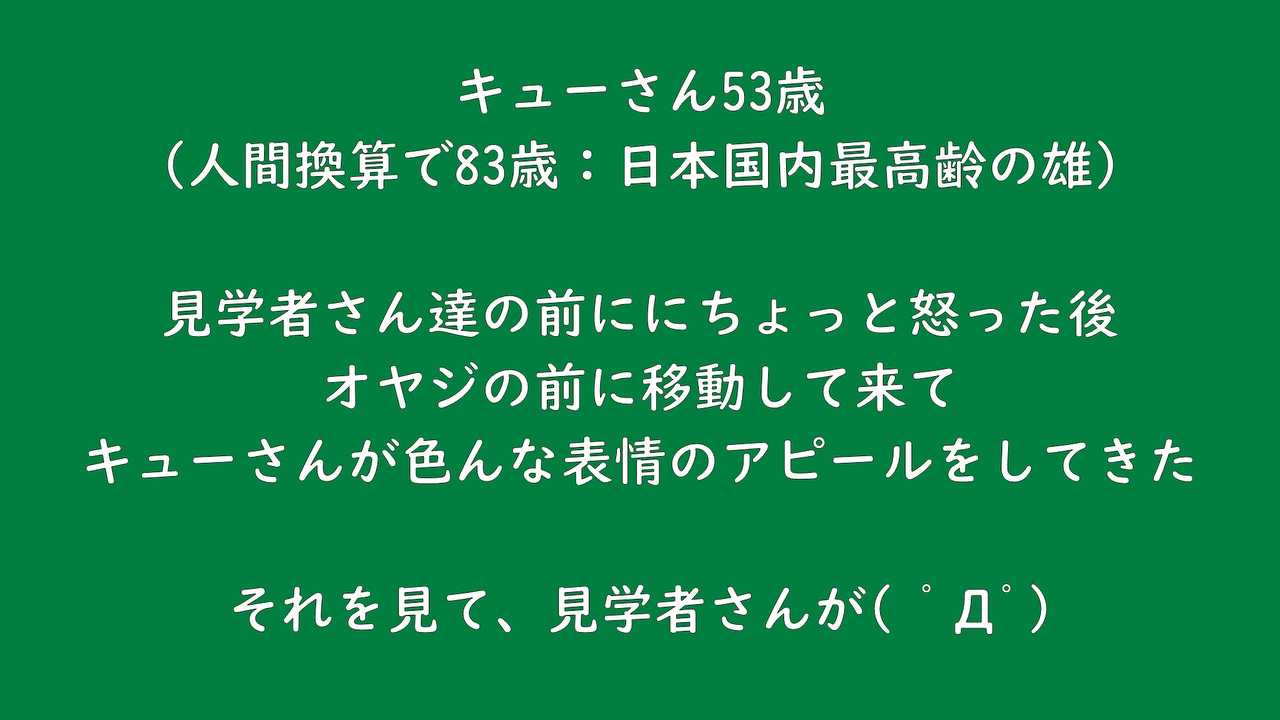 キューさん53歳
（人間換算で83歳：日本国内最高齢の雄）
見学者さん達の前ににちょっと怒った後
オヤジの前に移動して来て
キューさんが色んな表情のアピールをしてきた
それを見て、見学者さんが( ﾟДﾟ)